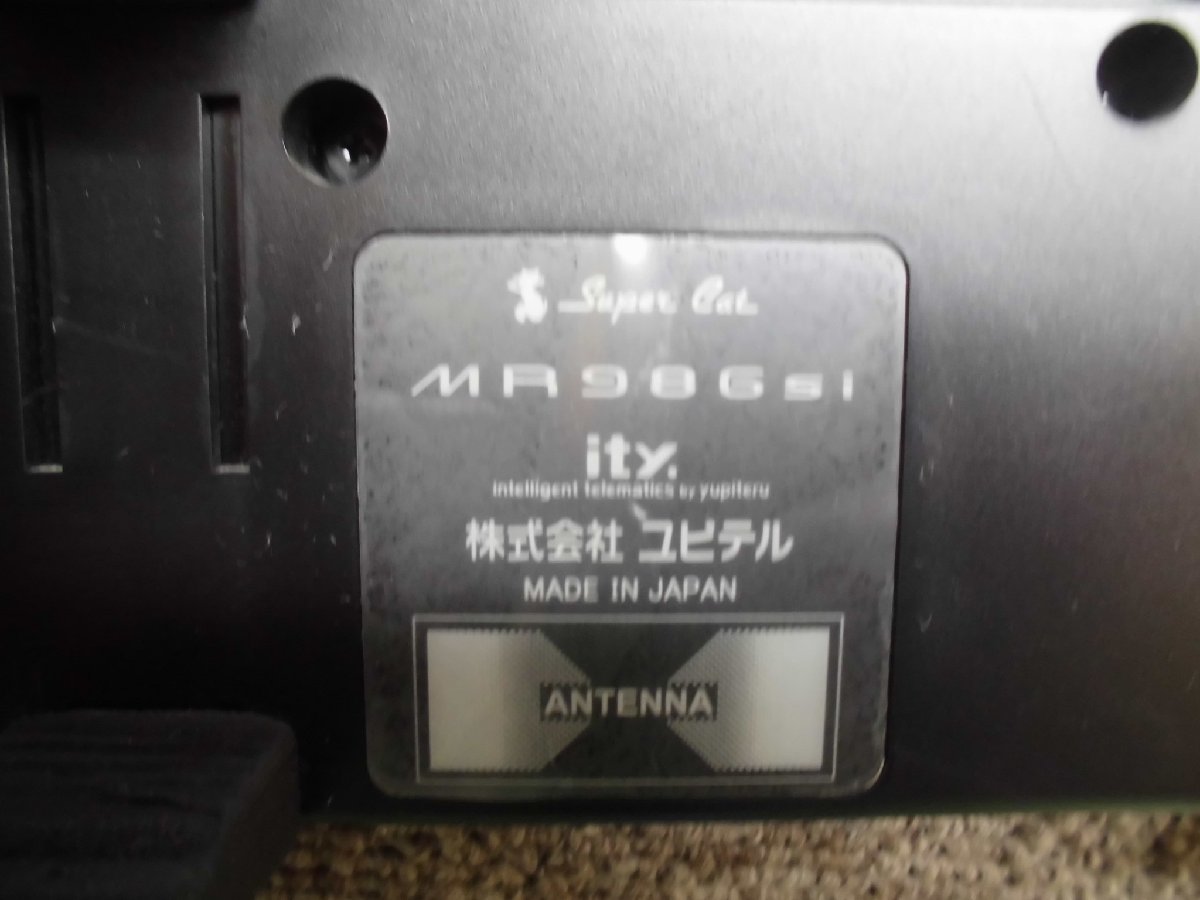 Super Cat
MR986si
ity.
intelligent telematics by yupiteru
株式会社 ユピテル
MADE IN JAPAN
ANTENNA